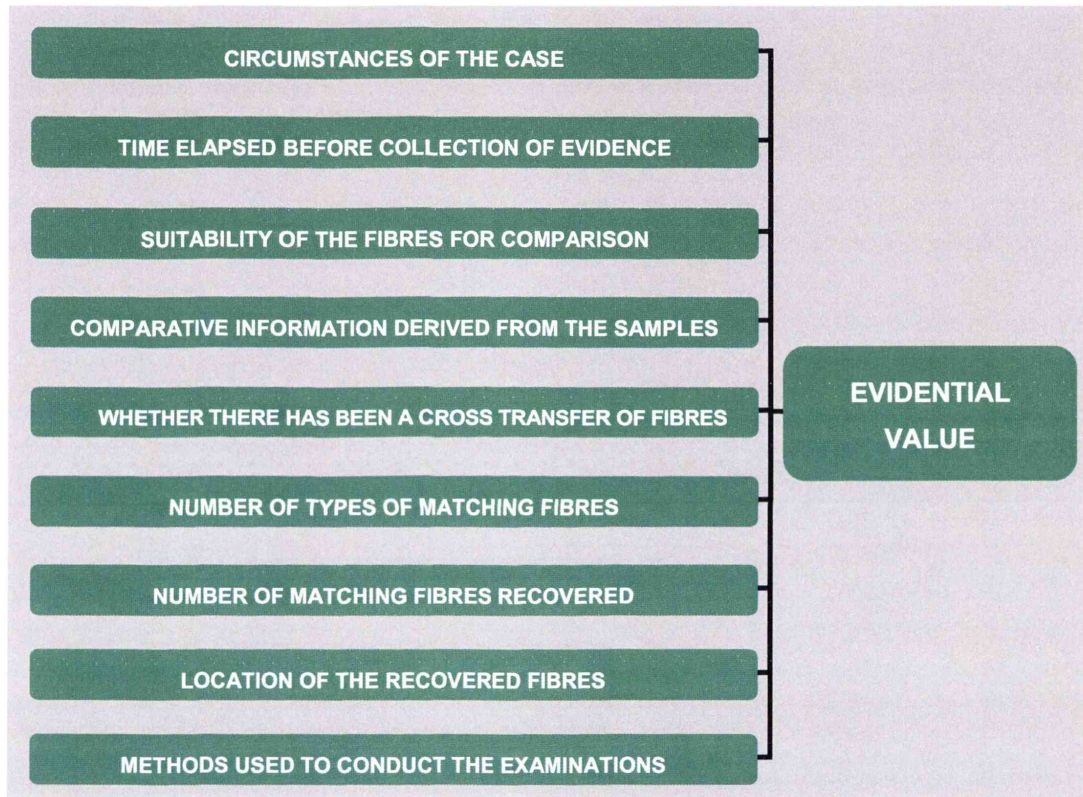 CIRCUMSTANCES OF THE CASE
TIME ELAPSED BEFORE COLLECTION OF EVIDENCE
SUITABILITY OF THE FIBRES FOR COMPARISON
COMPARATIVE INFORMATION DERIVED FROM THE SAMPLES
WHETHER THERE HAS BEEN A CROSS TRANSFER OF FIBRES
NUMBER OF TYPES OF MATCHING FIBRES
NUMBER OF MATCHING FIBRES RECOVERED
LOCATION OF THE RECOVERED FIBRES
METHODS USED TO CONDUCT THE EXAMINATIONS
EVIDENTIAL
VALUE